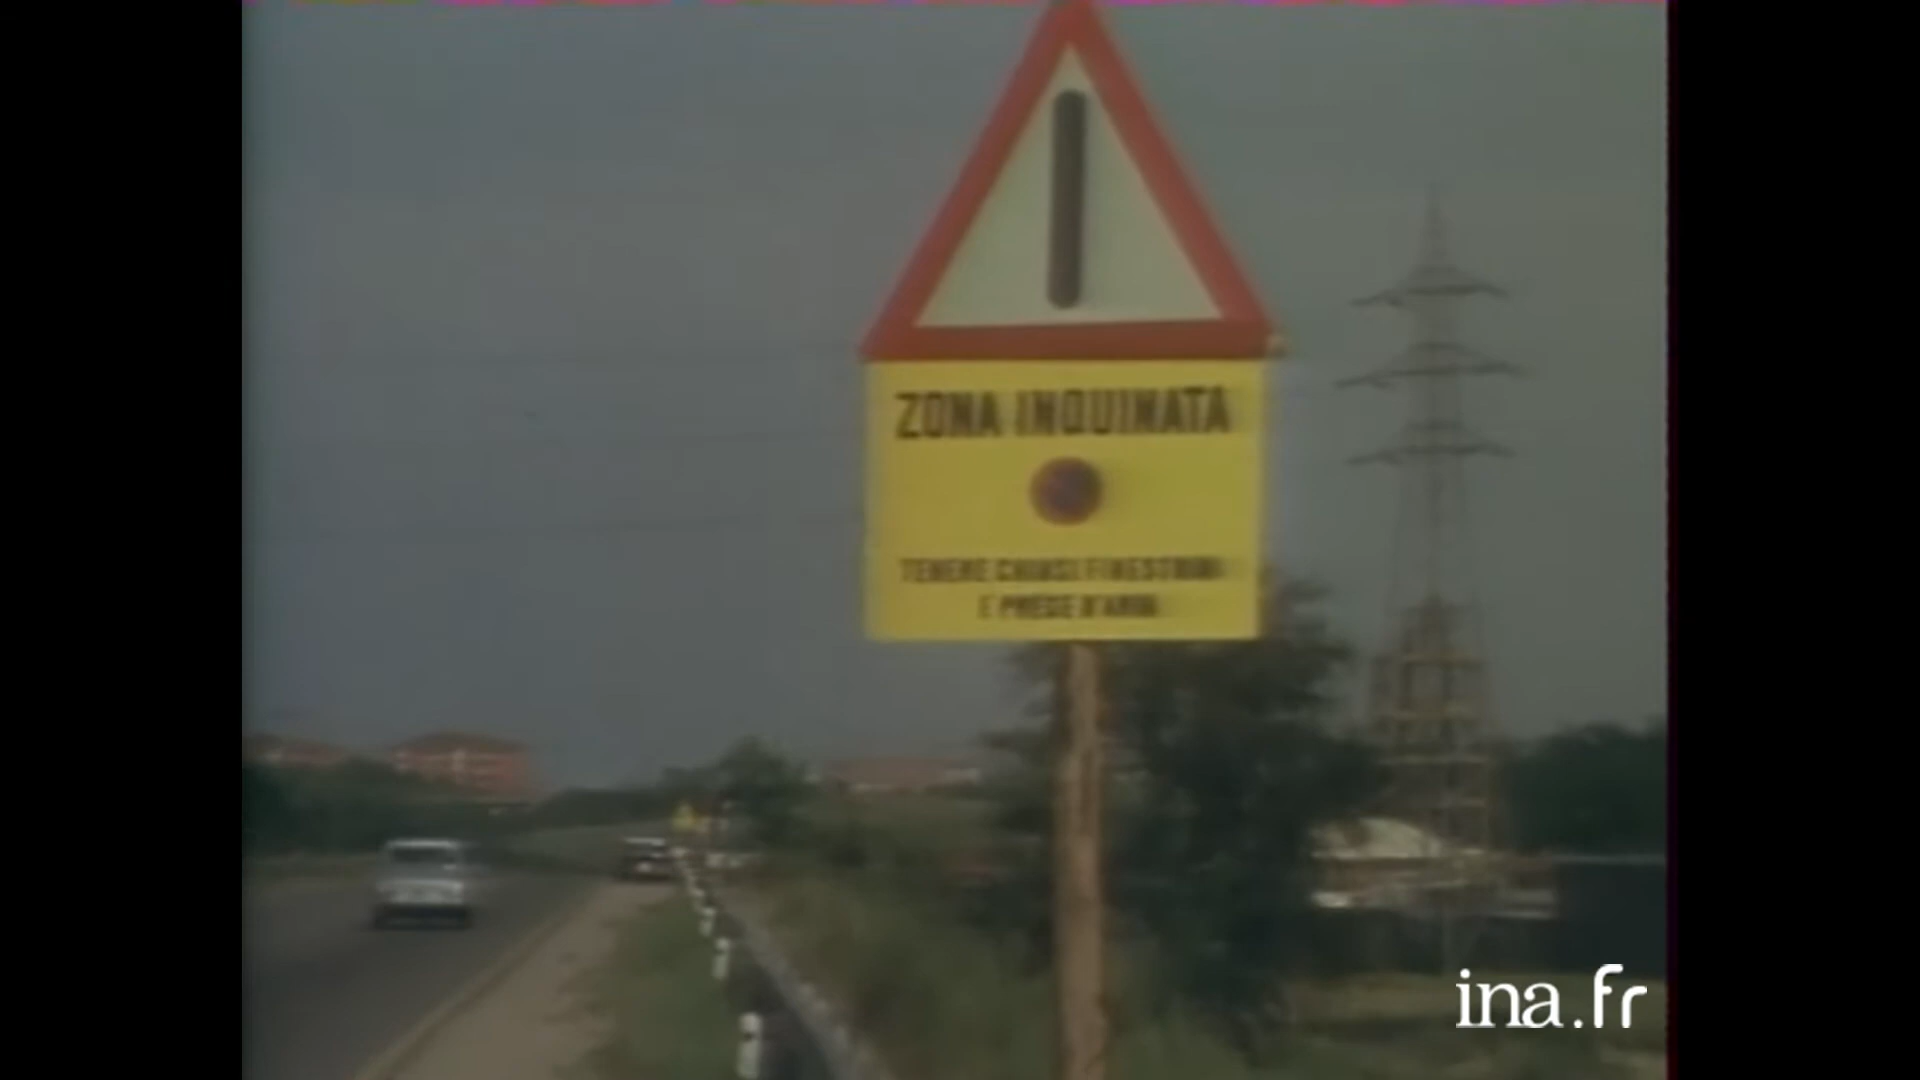 ZONA INQUINATA
TENERE CHIUSI I FINESTRINI
E PRESE D'ARIA
ina.fr